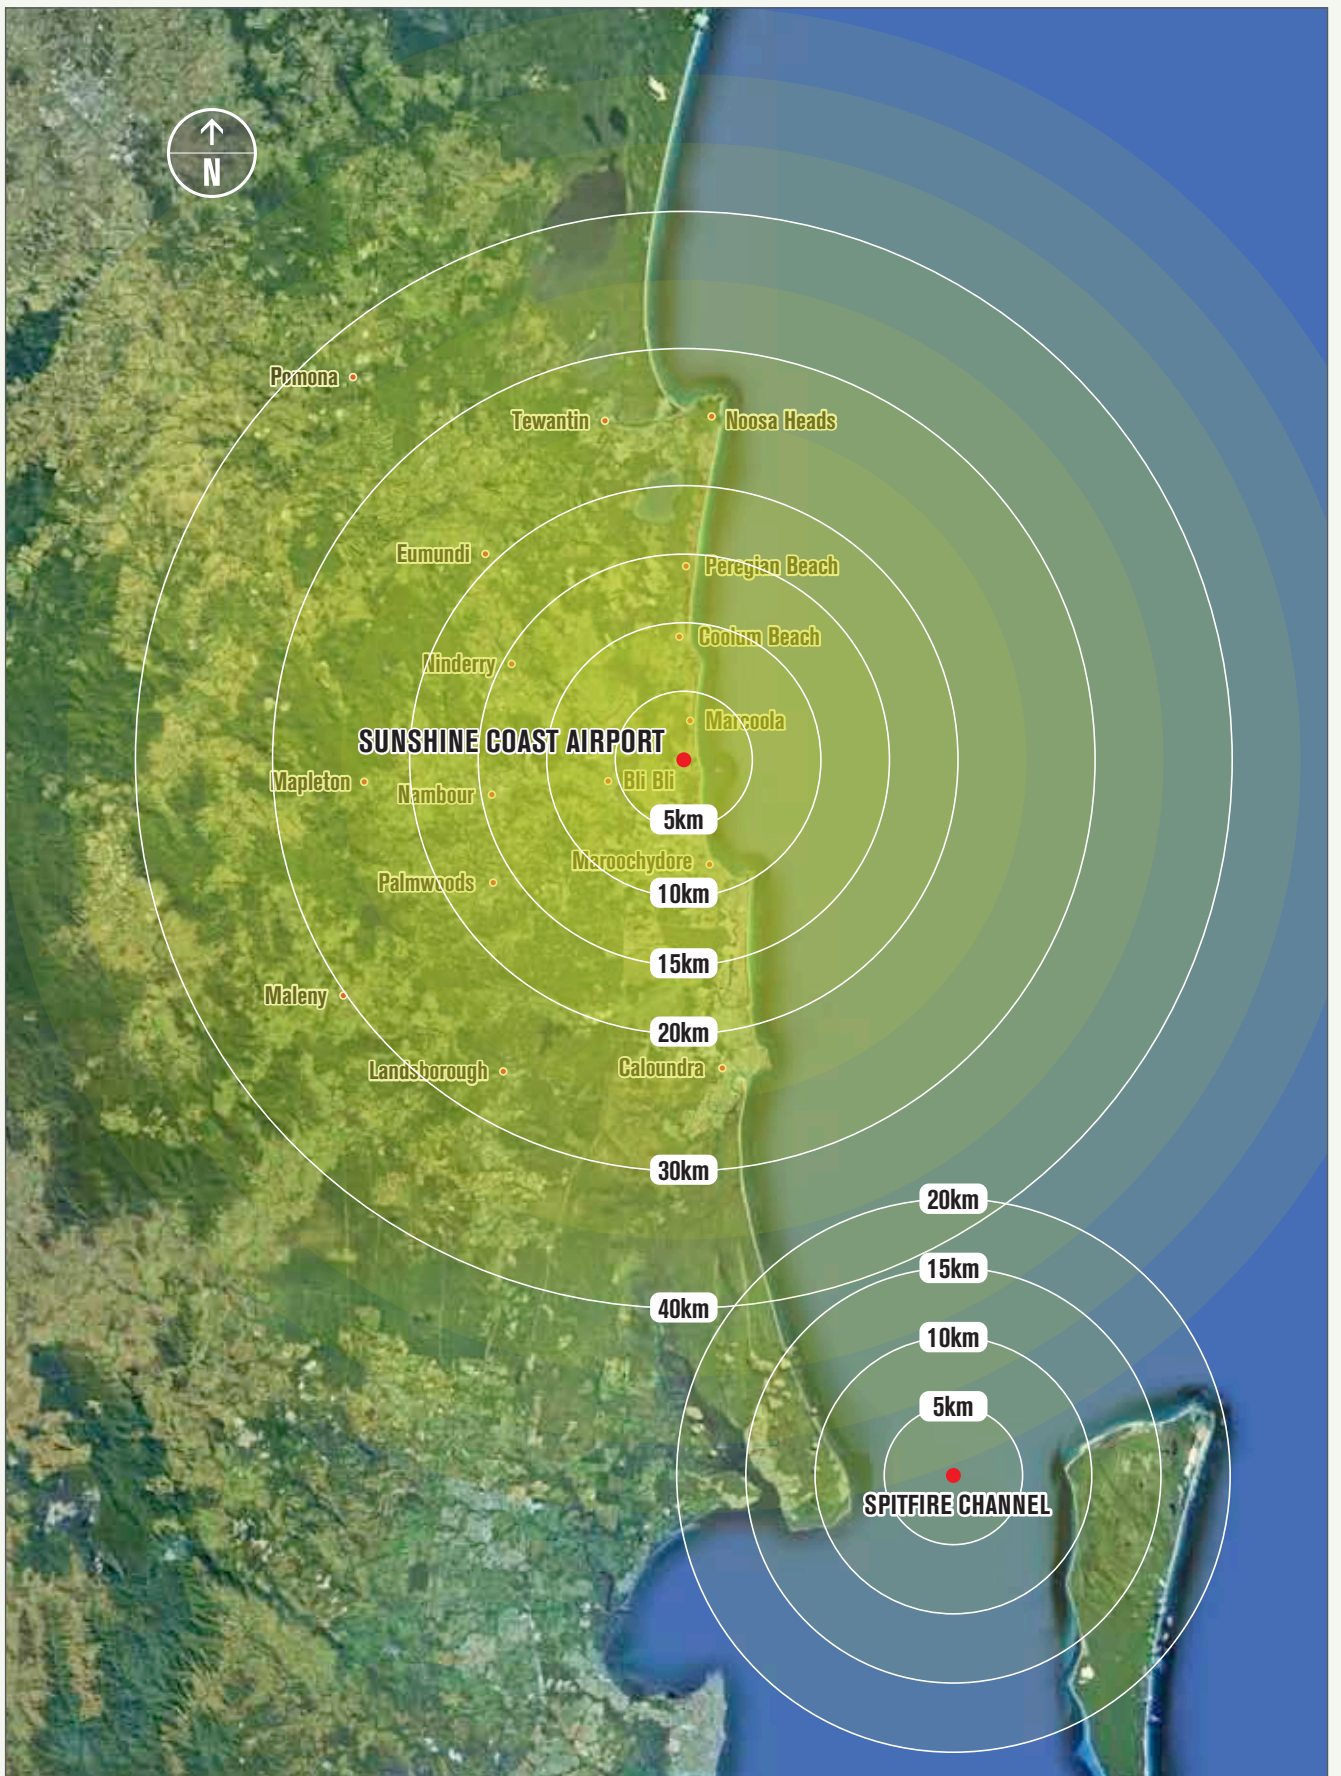 N
Pomona
Tewantin
Noosa Heads
Eumundi
Peregian Beach
Coolum Beach
Ninderry
Marcoola
SUNSHINE COAST AIRPORT
Mapleton
Nambour
Bli Bli
5km
Maroochydore
Palmwoods
10km
15km
Maleny
20km
Landsborough
Caloundra
30km
20km
15km
40km
10km
5km
SPITFIRE CHANNEL